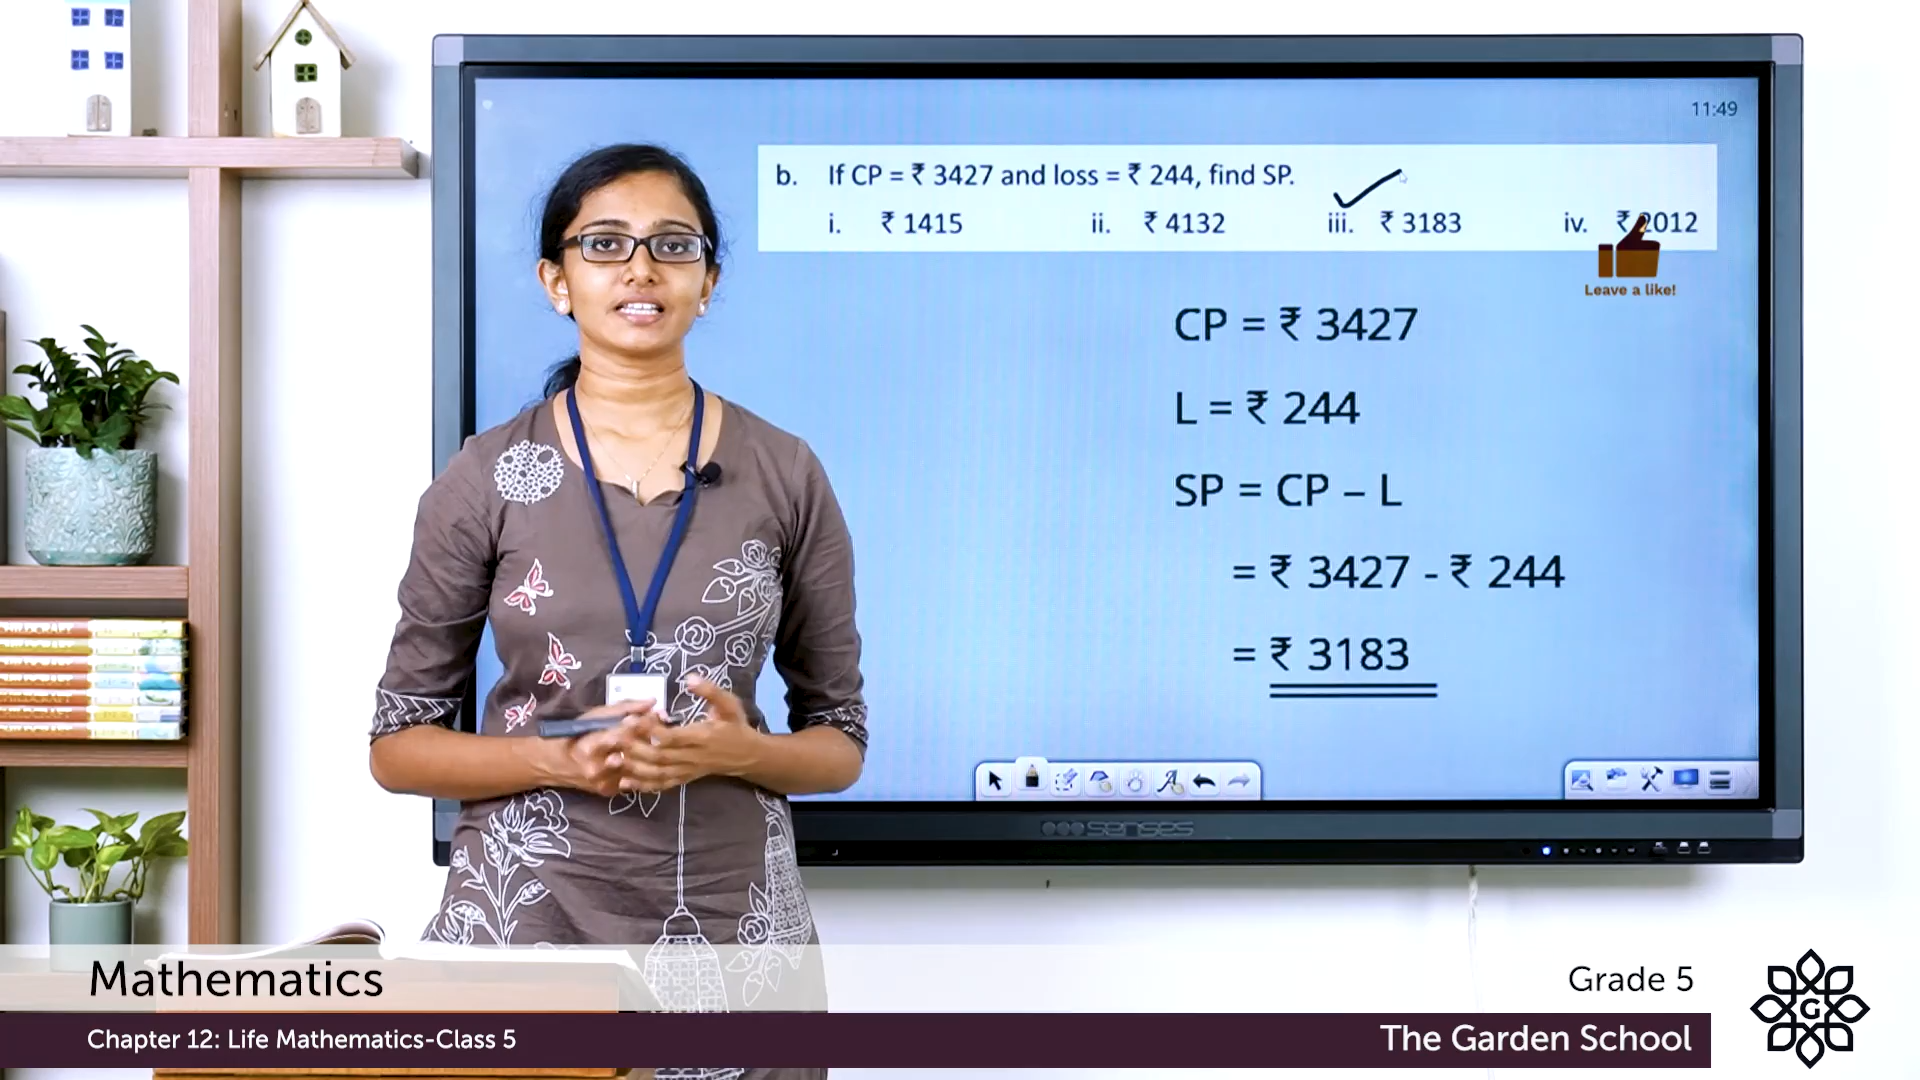 11:49
b. If CP = ₹ 3427 and loss = ₹ 244, find SP.
i. ₹ 1415 ii. ₹ 4132 iii. ₹ 3183 iv. ₹ 2012
Leave a like!
CP = ₹ 3427
L = ₹ 244
SP = CP – L
= ₹ 3427 - ₹ 244
= ₹ 3183
senses
Mathematics
Grade 5
Chapter 12: Life Mathematics-Class 5
The Garden School
G